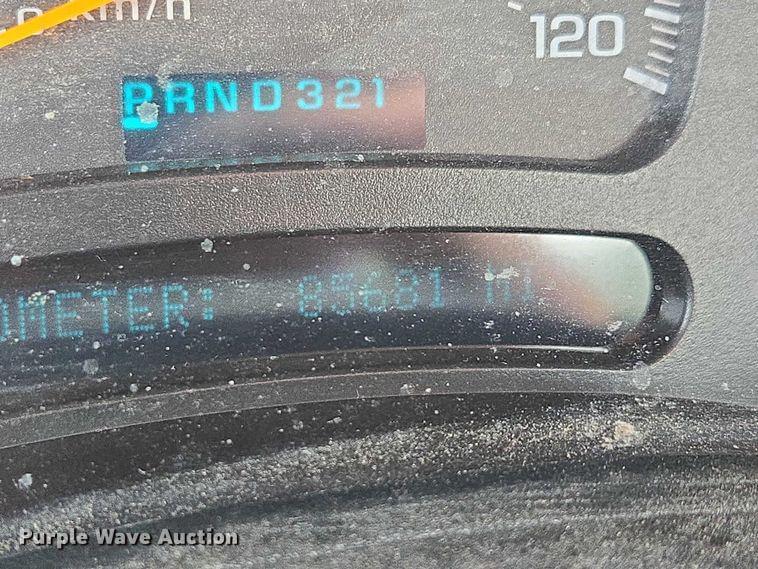 km/h
120
PRND321
OMETER: 85681 mi
Purple Wave Auction